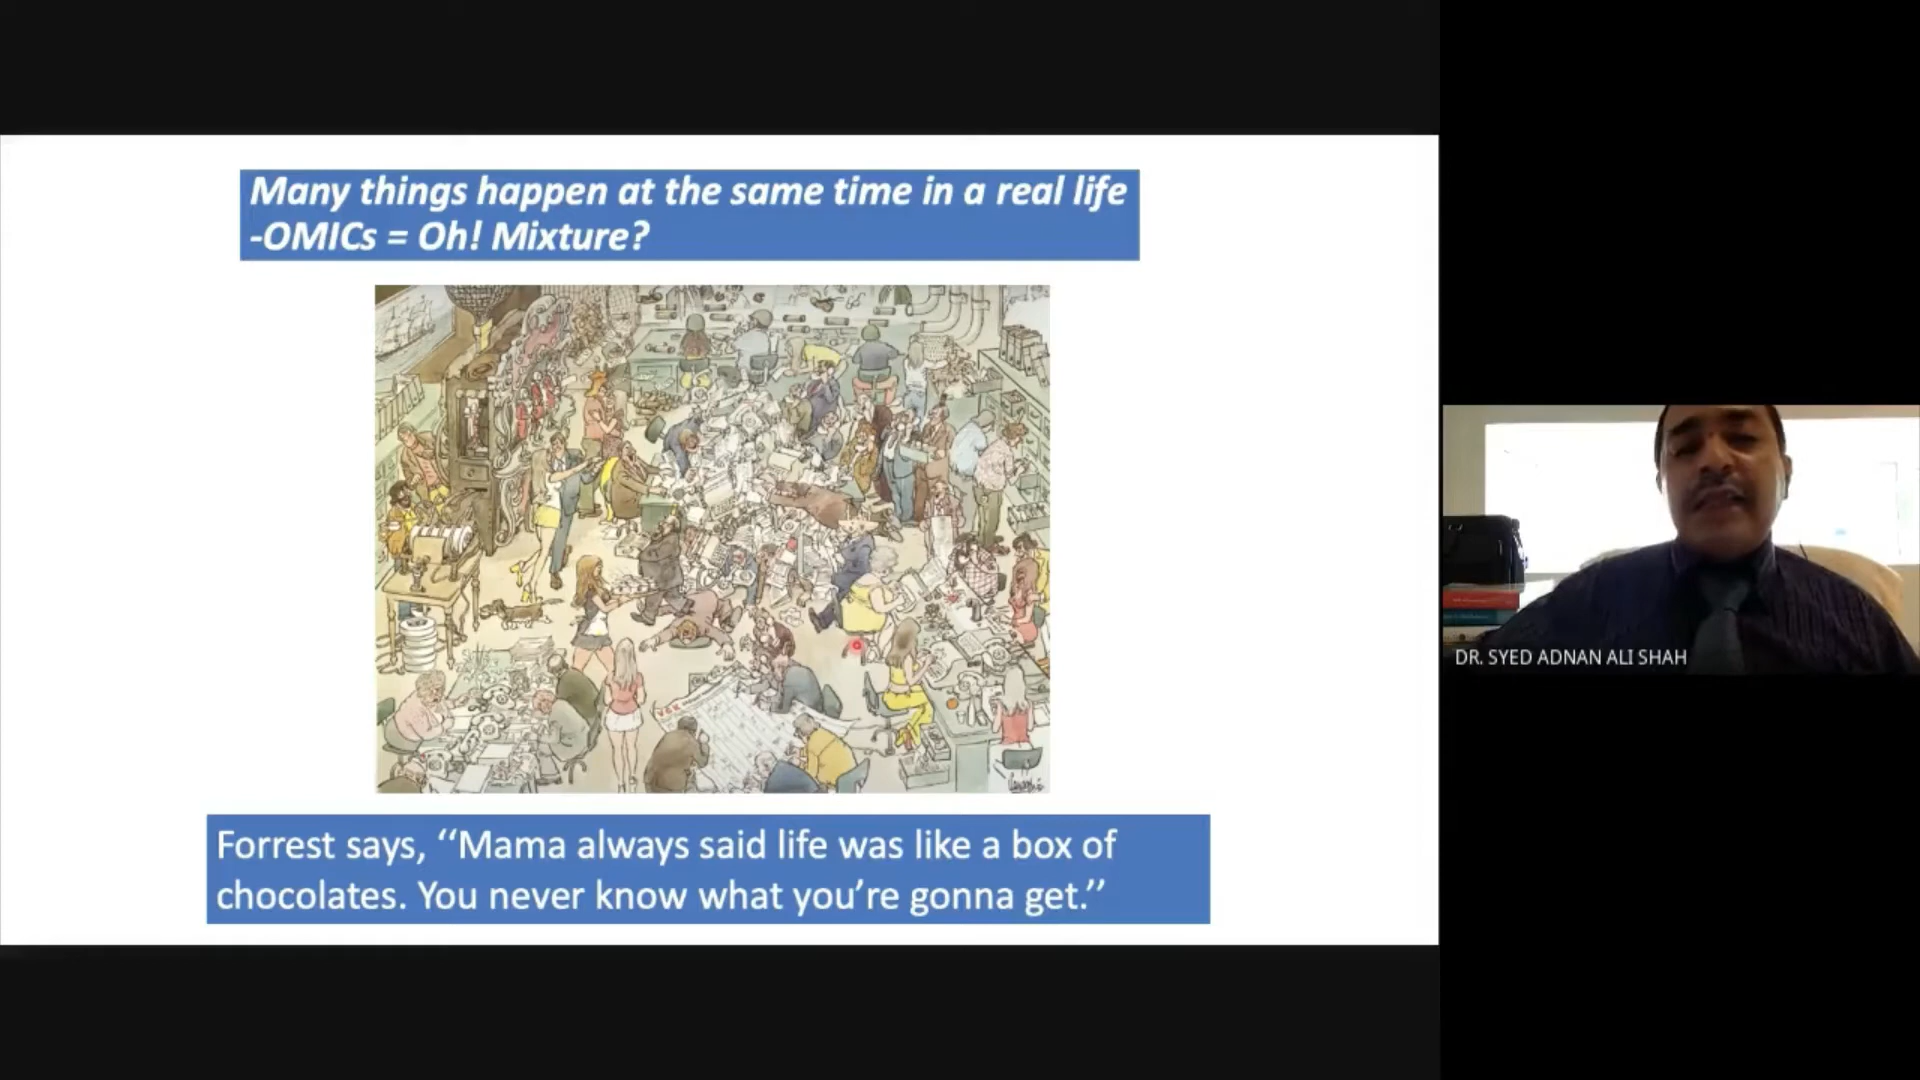 Many things happen at the same time in a real life
-OMICs = Oh! Mixture?
Forrest says, ‘‘Mama always said life was like a box of
chocolates. You never know what you’re gonna get.’’
DR. SYED ADNAN ALI SHAH